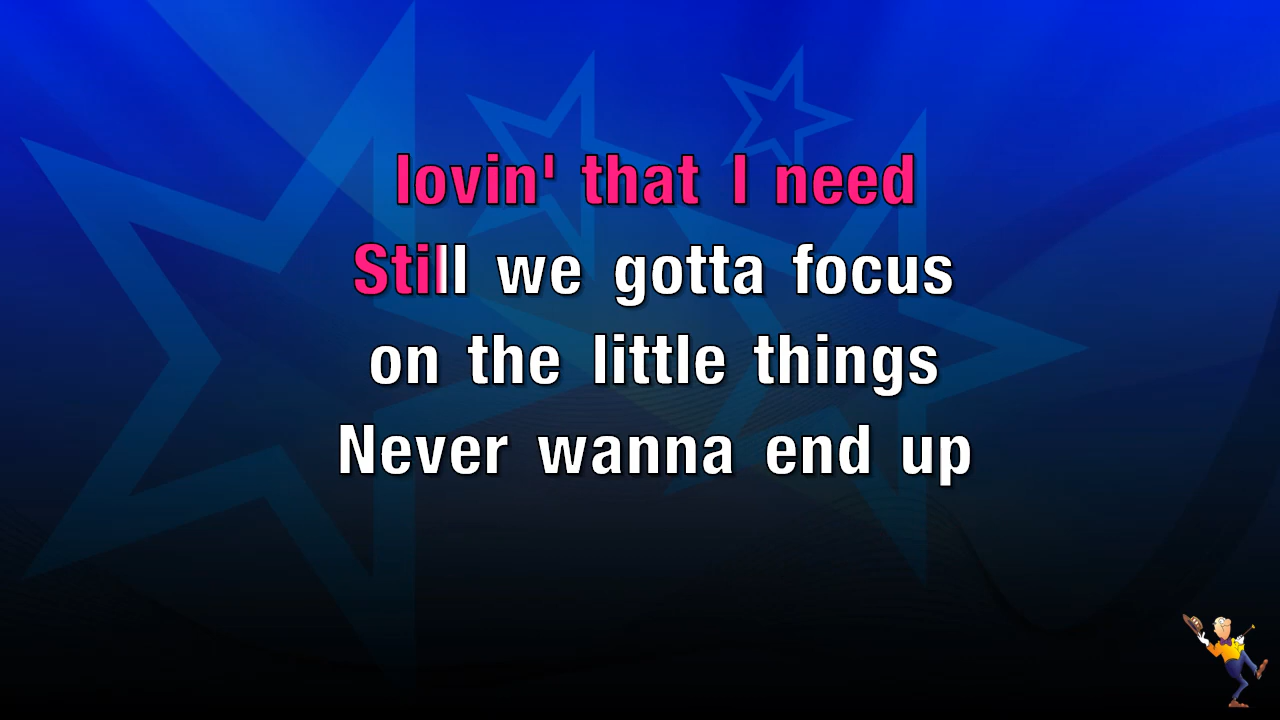 lovin' that I need
Still we gotta focus
on the little things
Never wanna end up